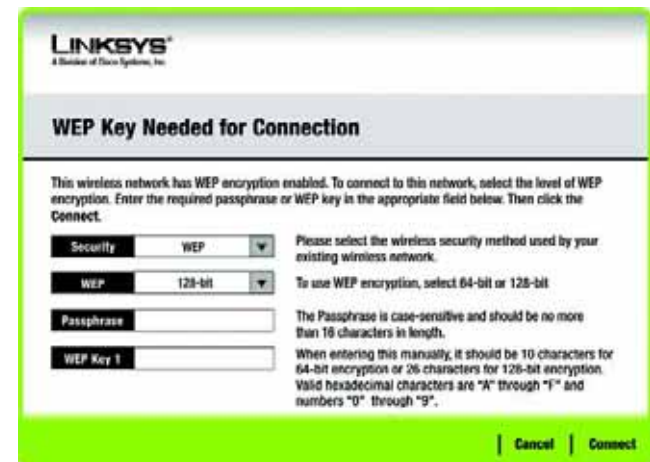 LINKSYS®
A Division of Cisco Systems, Inc.
WEP Key Needed for Connection
This wireless network has WEP encryption enabled. To connect to this network, select the level of WEP
encryption. Enter the required passphrase or WEP key in the appropriate field below. Then click the
Connect.
Security WEP
Please select the wireless security method used by your
existing wireless network.
WEP 128-bit
To use WEP encryption, select 64-bit or 128-bit
Passphrase
The Passphrase is case-sensitive and should be no more
than 16 characters in length.
WEP Key 1
When entering this manually, it should be 10 characters for
64-bit encryption or 26 characters for 128-bit encryption.
Valid hexadecimal characters are "A" through "F" and
numbers "0" through "9".
Cancel Connect